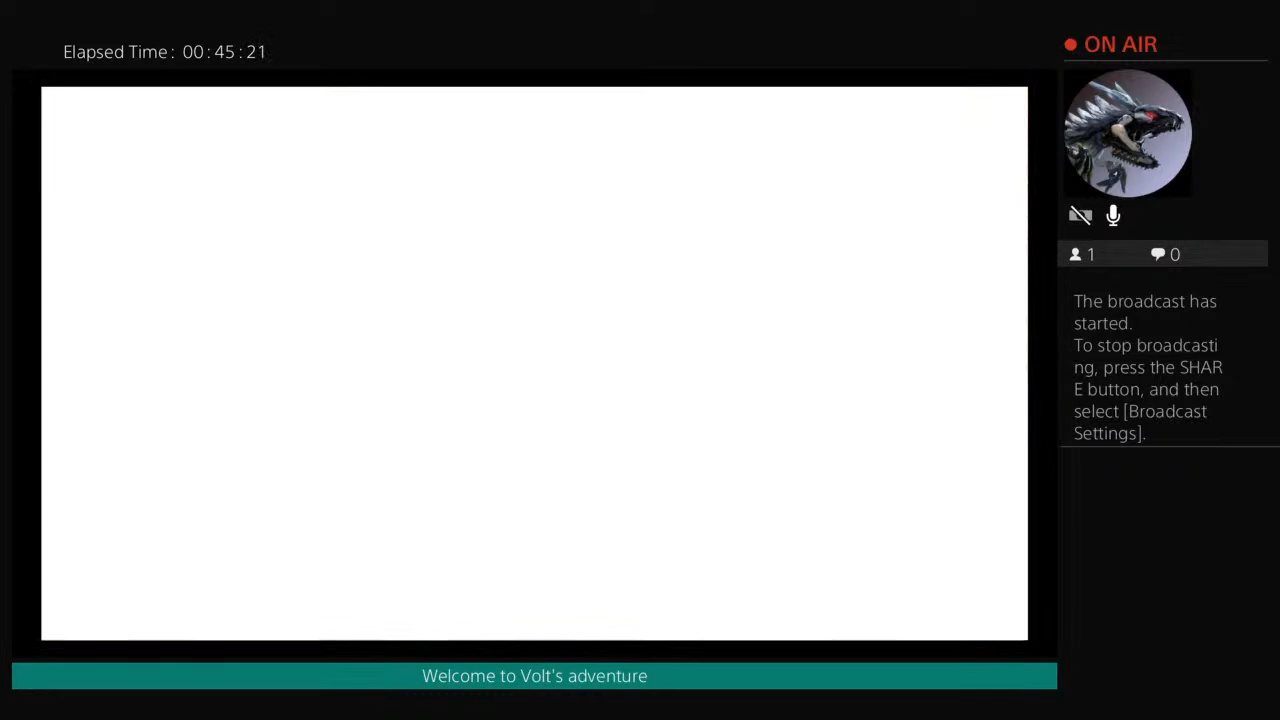 Elapsed Time: 00:45:21
ON AIR
1 0
The broadcast has
started.
To stop broadcasti
ng, press the SHAR
E button, and then
select [Broadcast
Settings].
Welcome to Volt's adventure